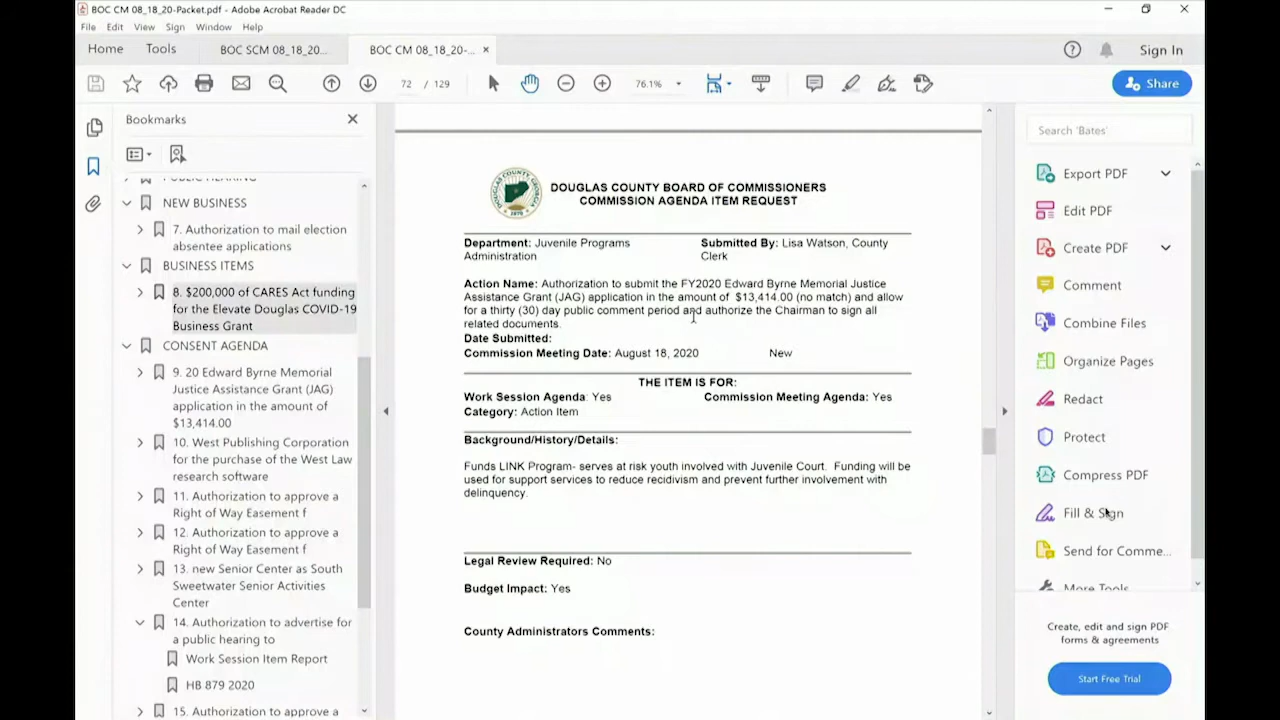 BOC CM 08_18_20-Packet.pdf - Adobe Acrobat Reader DC
File Edit View Sign Window Help
Home Tools BOC SCM 08_18_20... BOC CM 08_18_20-... ×
Sign In
72 / 129
76.1%
Share
Bookmarks
PUBLIC HEARING
NEW BUSINESS
7. Authorization to mail election
absentee applications
BUSINESS ITEMS
8. $200,000 of CARES Act funding
for the Elevate Douglas COVID-19
Business Grant
CONSENT AGENDA
9. 20 Edward Byrne Memorial
Justice Assistance Grant (JAG)
application in the amount of
$13,414.00
10. West Publishing Corporation
for the purchase of the West Law
research software
11. Authorization to approve a
Right of Way Easement f
12. Authorization to approve a
Right of Way Easement f
13. new Senior Center as South
Sweetwater Senior Activities
Center
14. Authorization to advertise for
a public hearing to
Work Session Item Report
HB 879 2020
15. Authorization to approve a
DOUGLAS COUNTY BOARD OF COMMISSIONERS
COMMISSION AGENDA ITEM REQUEST
Department: Juvenile Programs
Administration
Submitted By: Lisa Watson, County
Clerk
Action Name: Authorization to submit the FY2020 Edward Byrne Memorial Justice
Assistance Grant (JAG) application in the amount of $13,414.00 (no match) and allow
for a thirty (30) day public comment period and authorize the Chairman to sign all
related documents.
Date Submitted:
Commission Meeting Date: August 18, 2020 New
THE ITEM IS FOR:
Work Session Agenda: Yes Commission Meeting Agenda: Yes
Category: Action Item
Background/History/Details:
Funds LINK Program- serves at risk youth involved with Juvenile Court. Funding will be
used for support services to reduce recidivism and prevent further involvement with
delinquency.
Legal Review Required: No
Budget Impact: Yes
County Administrators Comments:
Search 'Bates'
Export PDF
Edit PDF
Create PDF
Comment
Combine Files
Organize Pages
Redact
Protect
Compress PDF
Fill & Sign
Send for Comme...
More Tools
Create, edit and sign PDF
forms & agreements
Start Free Trial